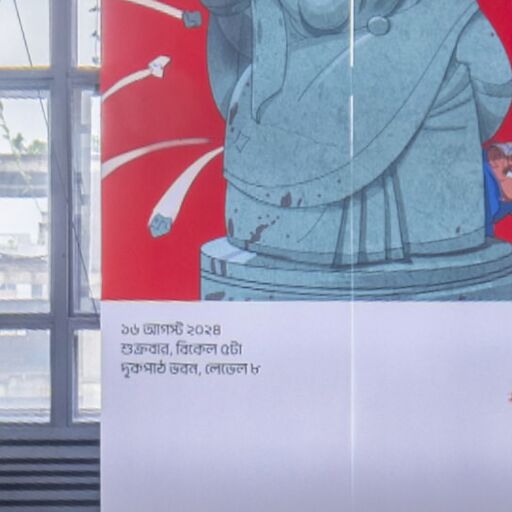 ১৬ আগস্ট ২০২৪
শুক্রবার, বিকেল ৫টা
দৃকপাঠ ভবন, লেভেল ৮